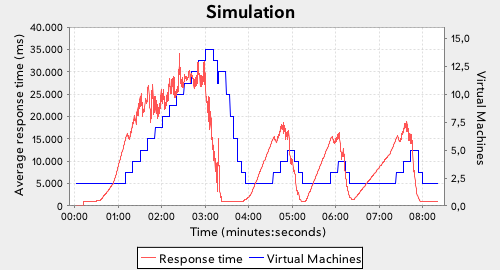 Simulation
Average response time (ms)
40.000
35.000
30.000
25.000
20.000
15.000
10.000
5.000
0
15,0
12,5
10,0
7,5
5,0
2,5
0,0
Virtual Machines
00:00 01:00 02:00 03:00 04:00 05:00 06:00 07:00 08:00
Time (minutes:seconds)
Response time Virtual Machines